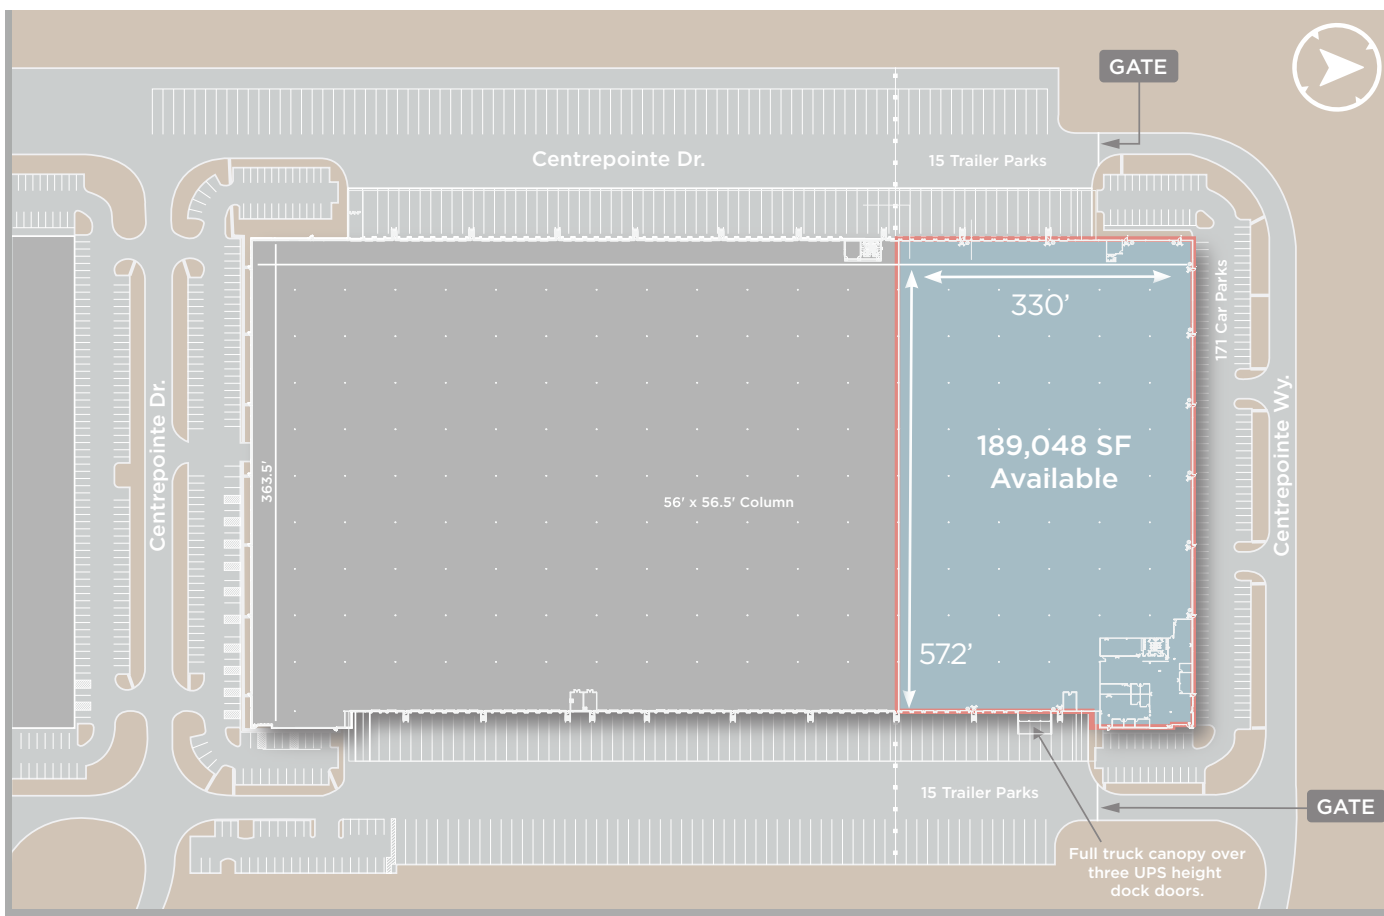 GATE
Centrepointe Dr.
15 Trailer Parks
171 Car Parks
330’
Centrepointe Dr.
363.5'
189,048 SF
Available
56' x 56.5' Column
Centrepointe Wy.
572’
15 Trailer Parks
GATE
Full truck canopy over
three UPS height
dock doors.